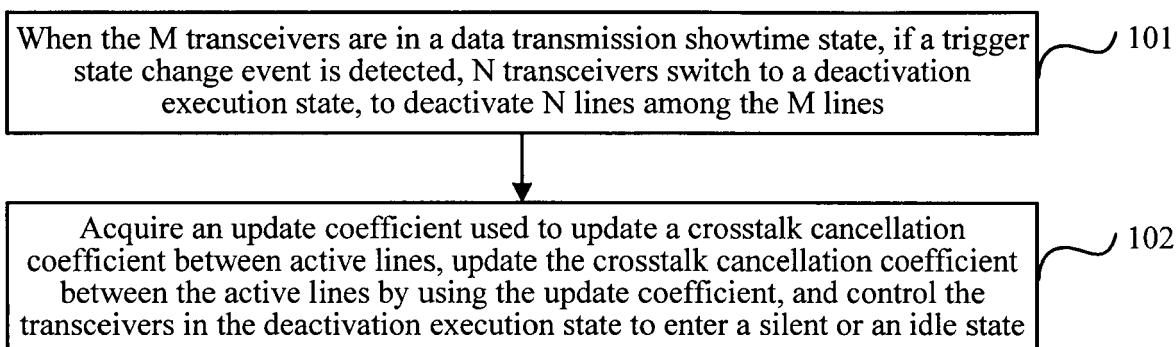 When the M transceivers are in a data transmission showtime state, if a trigger
state change event is detected, N transceivers switch to a deactivation
execution state, to deactivate N lines among the M lines
101
Acquire an update coefficient used to update a crosstalk cancellation
coefficient between active lines, update the crosstalk cancellation coefficient
between the active lines by using the update coefficient, and control the
transceivers in the deactivation execution state to enter a silent or an idle state
102